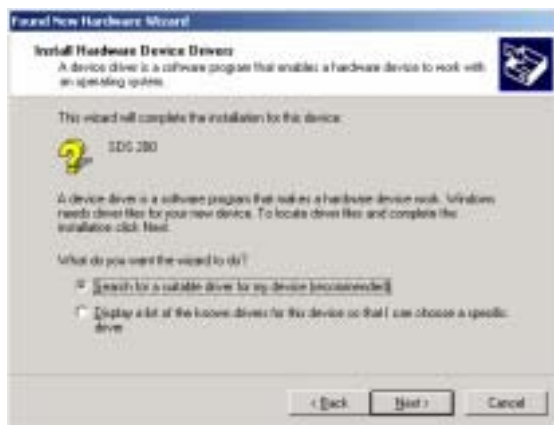 Found New Hardware Wizard
Install Hardware Device Drivers
A device driver is a software program that enables a hardware device to work with
an operating system.
This wizard will complete the installation for this device:
SDS 200
A device driver is a software program that makes a hardware device work. Windows
needs driver files for your new device. To locate driver files and complete the
installation click Next.
What do you want the wizard to do?
Search for a suitable driver for my device (recommended)
Display a list of the known drivers for this device so that I can choose a specific
driver
< Back
Next >
Cancel